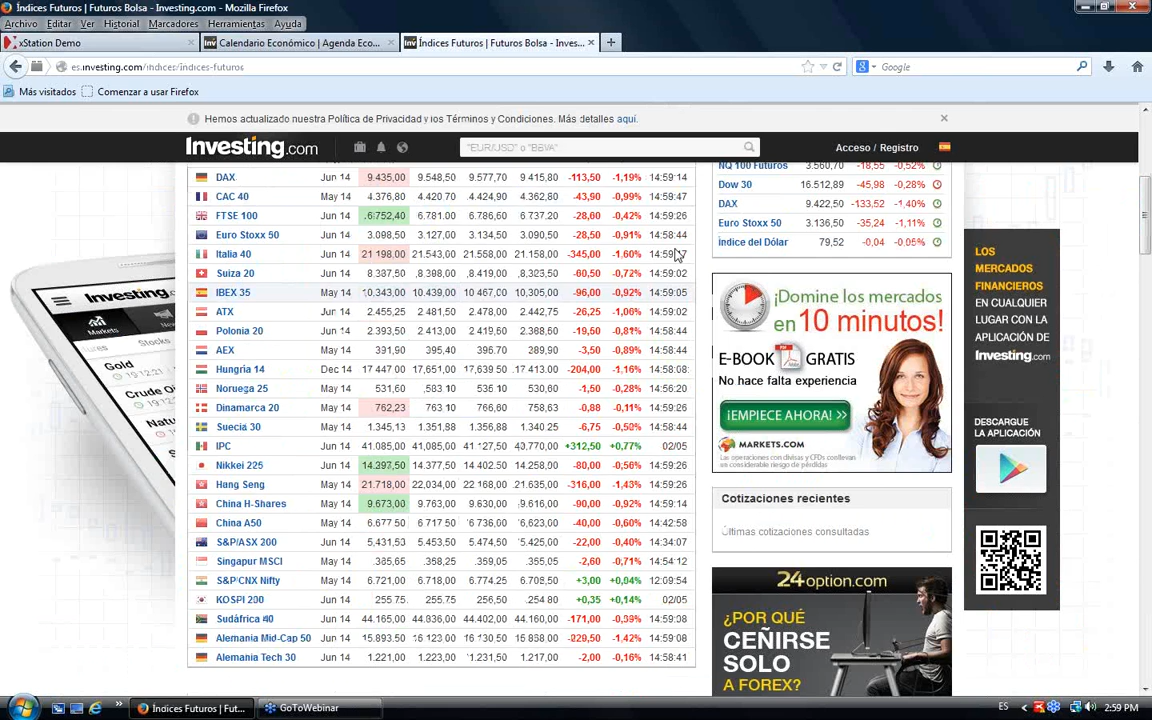 Índices Futuros | Futuros Bolsa - Investing.com - Mozilla Firefox
Archivo Editar Ver Historial Marcadores Herramientas Ayuda
xStation Demo
Calendario Económico | Agenda Eco...
Índices Futuros | Futuros Bolsa - Inves...
es.investing.com/indices/indices-futuros
Google
Más visitados
Comenzar a usar Firefox
Hemos actualizado nuestra Política de Privacidad y los Términos y Condiciones. Más detalles aquí.
Investing.com
"EUR/USD" o "BBVA"
Acceso / Registro
DAX Jun 14 9.435,00 9.548,50 9.577,70 9.415,80 -113,50 -1,19% 14:59:14
CAC 40 May 14 4.376,80 4.420,70 4.424,90 4.362,80 -43,90 -0,99% 14:59:47
FTSE 100 Jun 14 6.752,40 6.781,00 6.786,60 6.737,20 -28,60 -0,42% 14:59:26
Euro Stoxx 50 Jun 14 3.098,50 3.127,00 3.134,50 3.090,50 -28,50 -0,91% 14:58:44
Italia 40 Jun 14 21.198,00 21.543,00 21.558,00 21.158,00 -345,00 -1,60%
Suiza 20 Jun 14 8.337,50 8.398,00 8.419,00 8.323,50 -60,50 -0,72% 14:59:02
IBEX 35 May 14 10.343,00 10.439,00 10.467,00 10.305,00 -96,00 -0,92% 14:59:05
ATX Jun 14 2.455,25 2.481,50 2.478,00 2.442,75 -26,25 -1,06% 14:59:02
Polonia 20 Jun 14 2.393,50 2.413,00 2.419,60 2.388,60 -19,50 -0,81% 14:58:44
AEX May 14 391,90 395,40 396,70 289,90 -3,50 -0,89% 14:58:44
Hungría 14 Dec 14 17.447,00 17.651,00 17.639,50 17.413,00 -204,00 -1,16% 14:58:08
Noruega 25 May 14 531,60 583,10 535,10 530,60 -1,50 -0,28% 14:56:20
Dinamarca 20 May 14 762,23 763,10 766,60 758,63 -0,88 -0,11% 14:59:26
Suecia 30 May 14 1.345,13 1.351,88 1.356,88 1.340,25 -6,75 -0,50% 14:58:44
IPC Jun 14 41.085,00 41.085,00 41.127,50 40.770,00 +312,50 +0,77% 02/05
Nikkei 225 Jun 14 14.297,50 14.377,50 14.402,50 14.258,00 -80,00 -0,56% 14:59:26
Hang Seng May 14 21.718,00 22.034,00 22.168,00 21.635,00 -316,00 -1,43% 14:59:26
China H-Shares May 14 9.673,00 9.763,00 9.630,00 9.616,00 -90,00 -0,92% 14:59:14
China A50 May 14 6.677,50 6.717,50 6.736,00 6.623,00 -40,00 -0,60% 14:42:58
S&P/ASX 200 Jun 14 5.431,50 5.453,50 5.474,50 5.425,00 -22,00 -0,40% 14:34:07
Singapur MSCI May 14 365,65 358,25 359,05 355,05 -2,60 -0,71% 14:54:12
S&P/CNX Nifty May 14 6.721,00 6.718,00 6.774,25 6.708,50 +3,00 +0,04% 12:09:54
KOSPI 200 Jun 14 255,75 255,75 256,50 254,80 +0,35 +0,14% 02/05
Sudáfrica 40 Jun 14 44.165,00 44.336,00 44.402,00 44.160,00 -171,00 -0,39% 14:59:08
Alemania Mid-Cap 50 Jun 14 15.893,50 16.123,00 16.130,50 15.838,00 -229,50 -1,42% 14:59:08
Alemania Tech 30 Jun 14 1.221,00 1.223,00 1.231,50 1.217,00 -2,00 -0,16% 14:58:41
NQ 100 Futuros 3.560,70 -18,55 -0,52%
Dow 30 16.512,89 -45,98 -0,28%
DAX 9.422,50 -133,52 -1,40%
Euro Stoxx 50 3.136,50 -35,24 -1,11%
Índice del Dólar 79,52 -0,04 -0,05%
¡Domine los mercados
en 10 minutos!
E-BOOK PDF GRATIS
No hace falta experiencia
¡EMPIECE AHORA! >>
MARKETS.COM
Las operaciones con divisas y CFDs conllevan
un considerable riesgo de pérdidas.
Cotizaciones recientes
Últimas cotizaciones consultadas
24option.com
¿POR QUÉ
CEÑIRSE
SOLO
A FOREX?
LOS
MERCADOS
FINANCIEROS
EN CUALQUIER
LUGAR CON LA
APLICACIÓN DE
Investing.com
DESCARGUE
LA APLICACIÓN
Investing
Markets
Stocks
Gold
19:12:21
Crude
Índices Futuros | Fut...
GoToWebinar
ES
2:59 PM